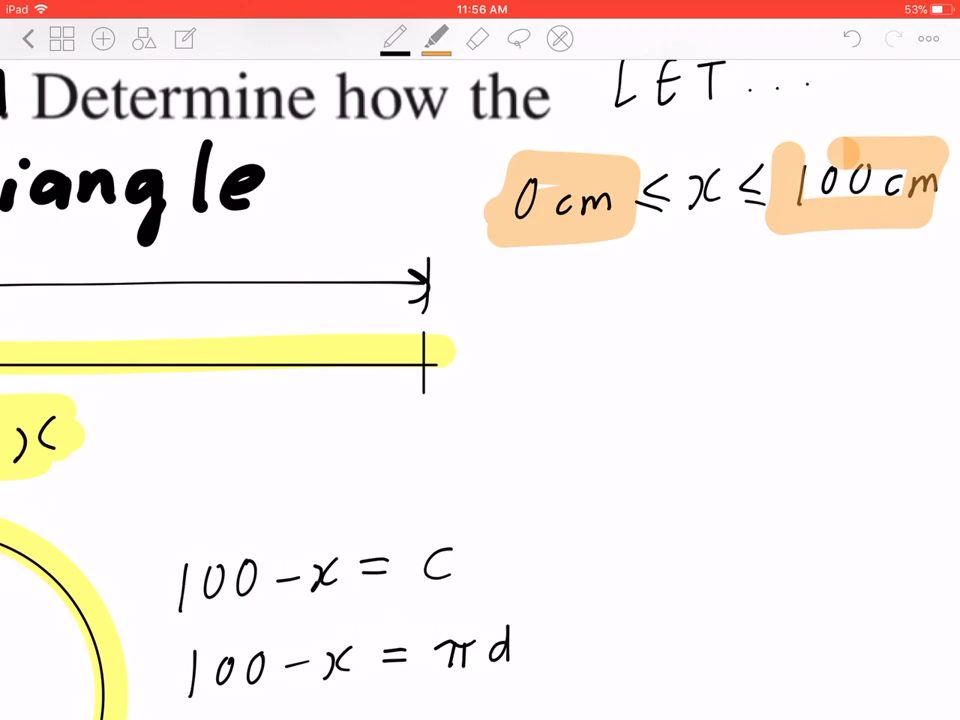 iPad 11:56 AM 53%
Determine how the
LET...
iangle
0 cm ≤ x ≤ 100 cm
x
100 - x = C
100 - x = πd